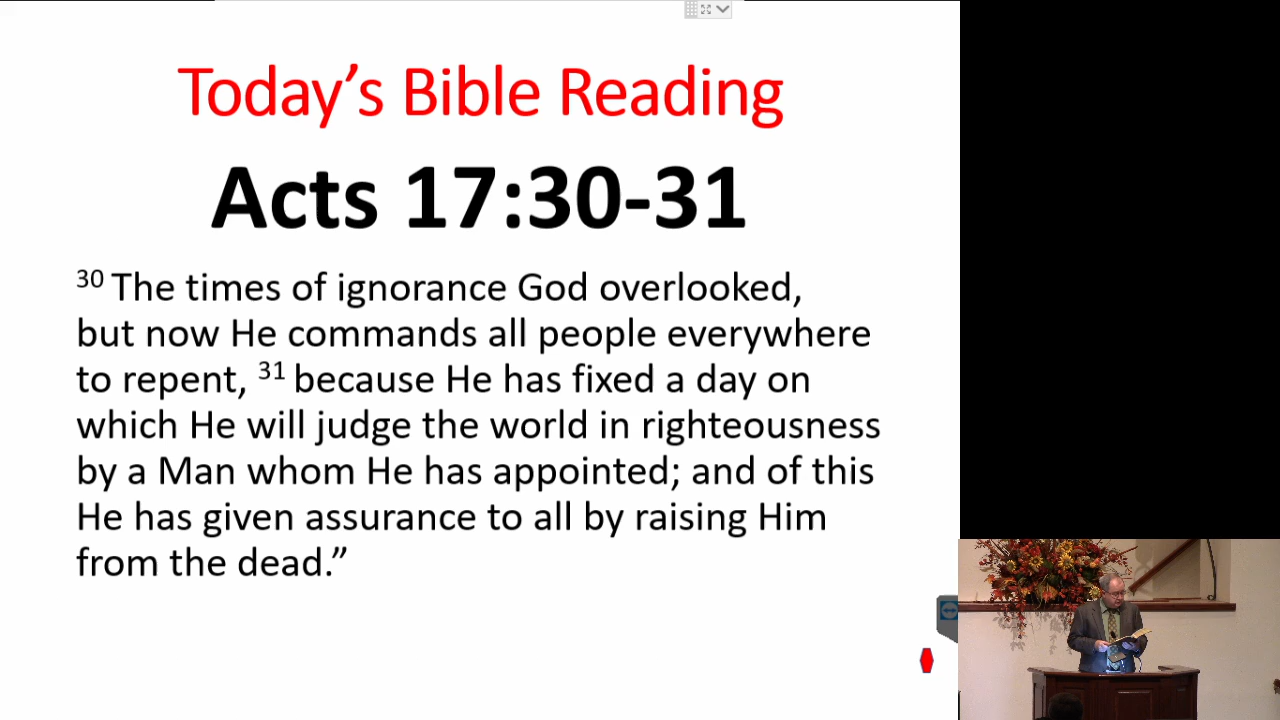 Today’s Bible Reading
Acts 17:30-31
30 The times of ignorance God overlooked,
but now He commands all people everywhere
to repent, 31 because He has fixed a day on
which He will judge the world in righteousness
by a Man whom He has appointed; and of this
He has given assurance to all by raising Him
from the dead.”